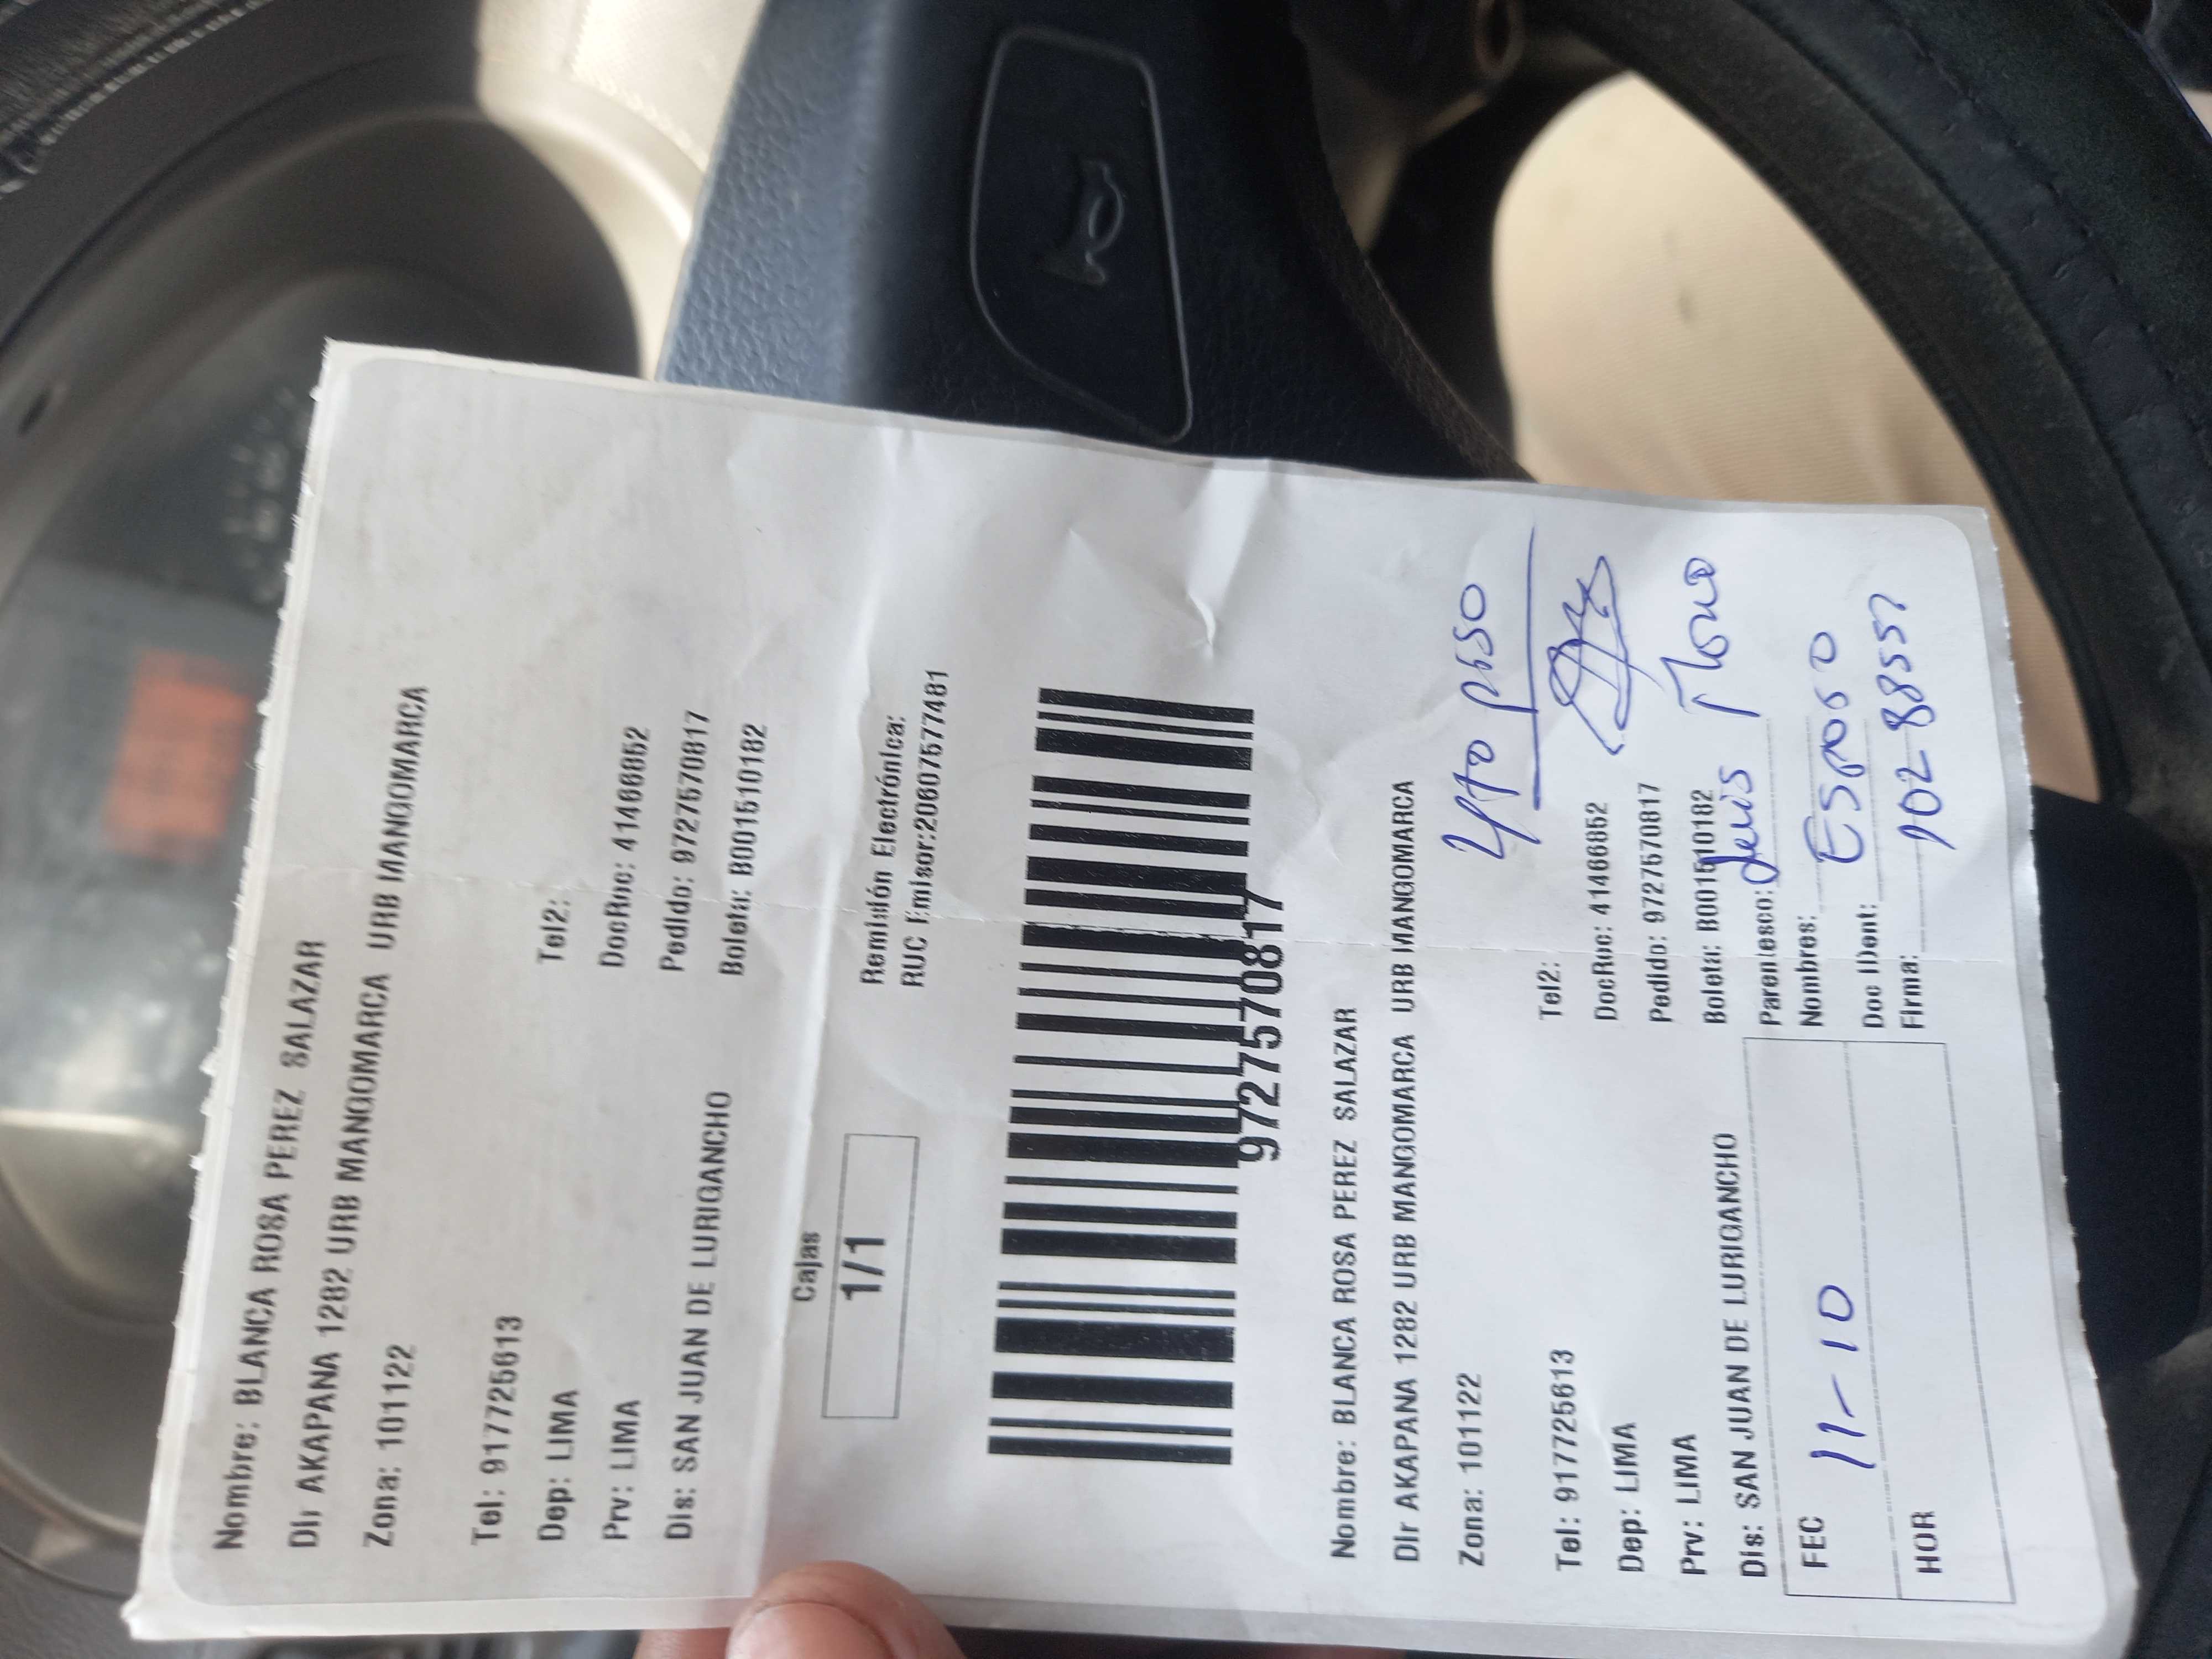 Nombre: BLANCA ROSA PEREZ SALAZAR
Dir AKAPANA 1282 URB MANGOMARCA URB MANGOMARCA
Zona: 101122
Tel: 917725613
Tel2:
Dep: LIMA
DocRuc: 41466852
Prv: LIMA
Pedido: 9727570817
Dis: SAN JUAN DE LURIGANCHO
Boleta: B001510182
Cajas
1/1
Remisión Electrónica:
RUC Emisor:20607577481
9727570817
Nombre: BLANCA ROSA PEREZ SALAZAR
Dir AKAPANA 1282 URB MANGOMARCA URB MANGOMARCA
Zona: 101122
4to piso
Tel: 917725613
Tel2:
Dep: LIMA
DocRuc: 41466852
Prv: LIMA
Pedido: 9727570817
Dis: SAN JUAN DE LURIGANCHO
Boleta: B001510182
Parentesco: Luis
FEC 11-10
Nombres: Esposo
Doc IDent:
HOR
Firma: